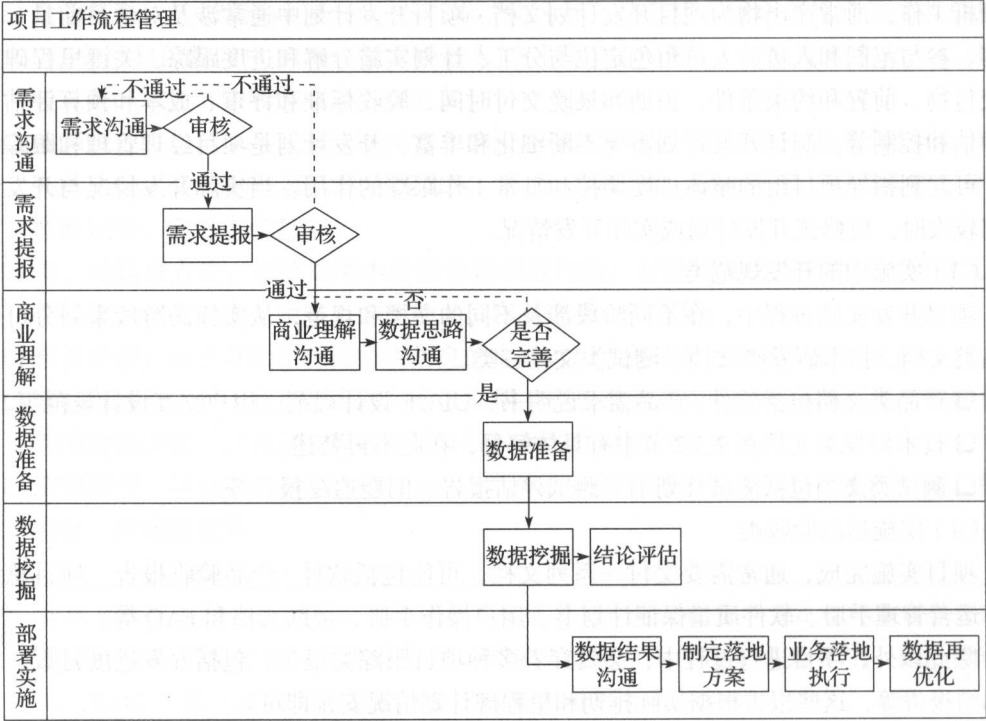 项目工作流程管理
需求沟通、需求提报
不通过
不通过
需求沟通
审核
通过
需求提报
审核
通过
商业理解、数据准备
否
商业理解
沟通
数据思路
沟通
是否
完善
是
数据准备
数据挖掘
数据挖掘
结论评估
部署实施
数据结果
沟通
制定落地
方案
业务落地
执行
数据再
优化